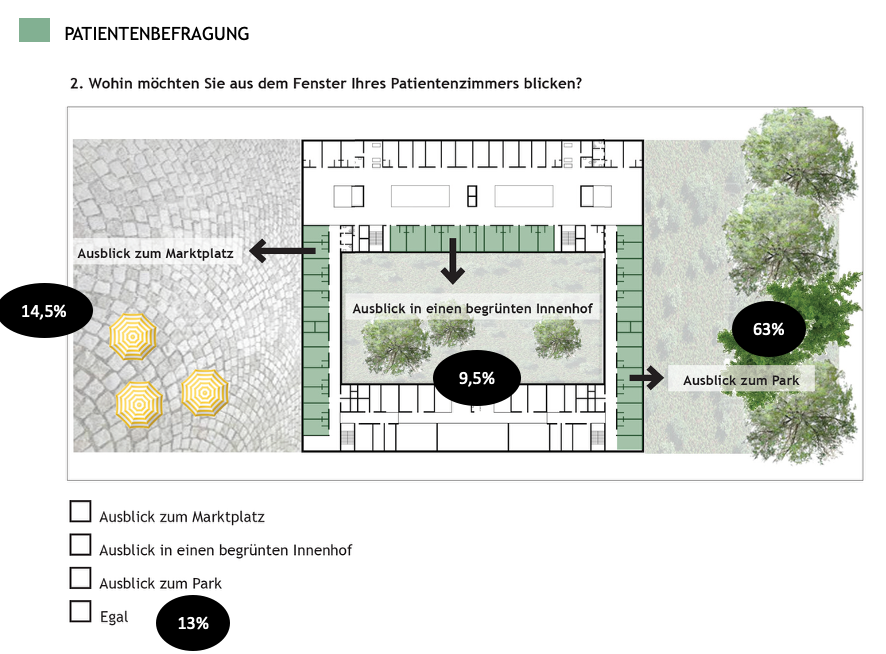 PATIENTENBEFRAGUNG
2. Wohin möchten Sie aus dem Fenster Ihres Patientenzimmers blicken?
Ausblick zum Marktplatz
Ausblick in einen begrünten Innenhof
14,5%
63%
9,5%
Ausblick zum Park
Ausblick zum Marktplatz
Ausblick in einen begrünten Innenhof
Ausblick zum Park
Egal
13%